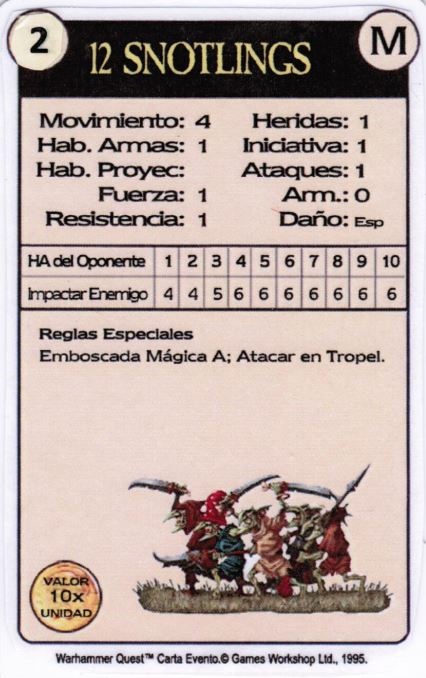 2
12 SNOTLINGS
M
Movimiento: 4 Heridas: 1
Hab. Armas: 1 Iniciativa: 1
Hab. Proyec: Ataques: 1
Fuerza: 1 Arm.: 0
Resistencia: 1 Daño: Esp
HA del Oponente 1 2 3 4 5 6 7 8 9 10
Impactar Enemigo 4 4 5 6 6 6 6 6 6 6
Reglas Especiales
Emboscada Mágica A; Atacar en Tropel.
VALOR
10x
UNIDAD
Warhammer Quest™ Carta Evento.© Games Workshop Ltd., 1995.